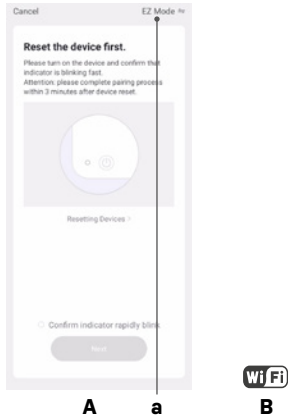 Cancel EZ Mode ⇋
Reset the device first.
Please turn on the device and confirm that
indicator is blinking fast.
Attention: please complete pairing process
within 3 minutes after device reset.
Resetting Devices >
Confirm indicator rapidly blink
Next
WiFi
A a B